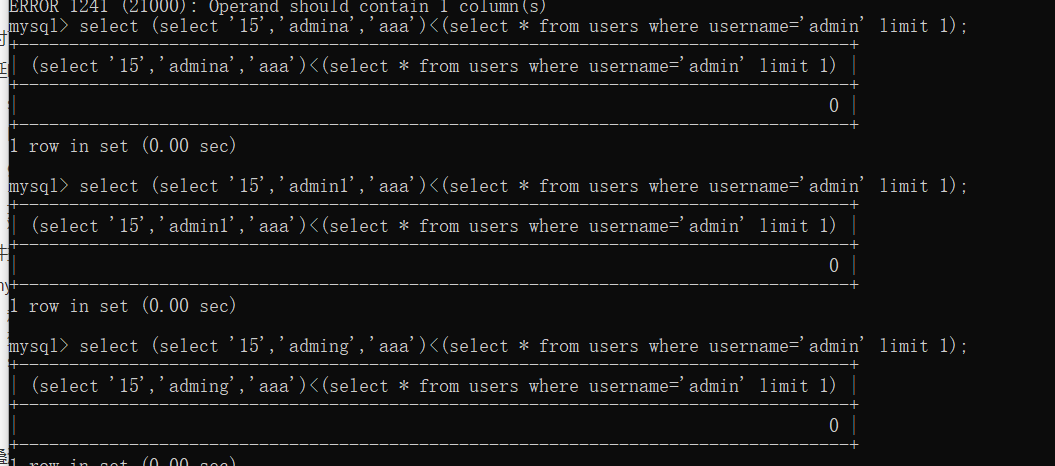 ERROR 1241 (21000): Operand should contain 1 column(s)
mysql> select (select '15','admina','aaa')<(select * from users where username='admin' limit 1);
+---------------------------------------------------------------------------------+
| (select '15','admina','aaa')<(select * from users where username='admin' limit 1) |
+---------------------------------------------------------------------------------+
| 0 |
+---------------------------------------------------------------------------------+
1 row in set (0.00 sec)
mysql> select (select '15','admin1','aaa')<(select * from users where username='admin' limit 1);
+---------------------------------------------------------------------------------+
| (select '15','admin1','aaa')<(select * from users where username='admin' limit 1) |
+---------------------------------------------------------------------------------+
| 0 |
+---------------------------------------------------------------------------------+
1 row in set (0.00 sec)
mysql> select (select '15','adming','aaa')<(select * from users where username='admin' limit 1);
+---------------------------------------------------------------------------------+
| (select '15','adming','aaa')<(select * from users where username='admin' limit 1) |
+---------------------------------------------------------------------------------+
| 0 |
+---------------------------------------------------------------------------------+
1 row in set (0.00 sec)